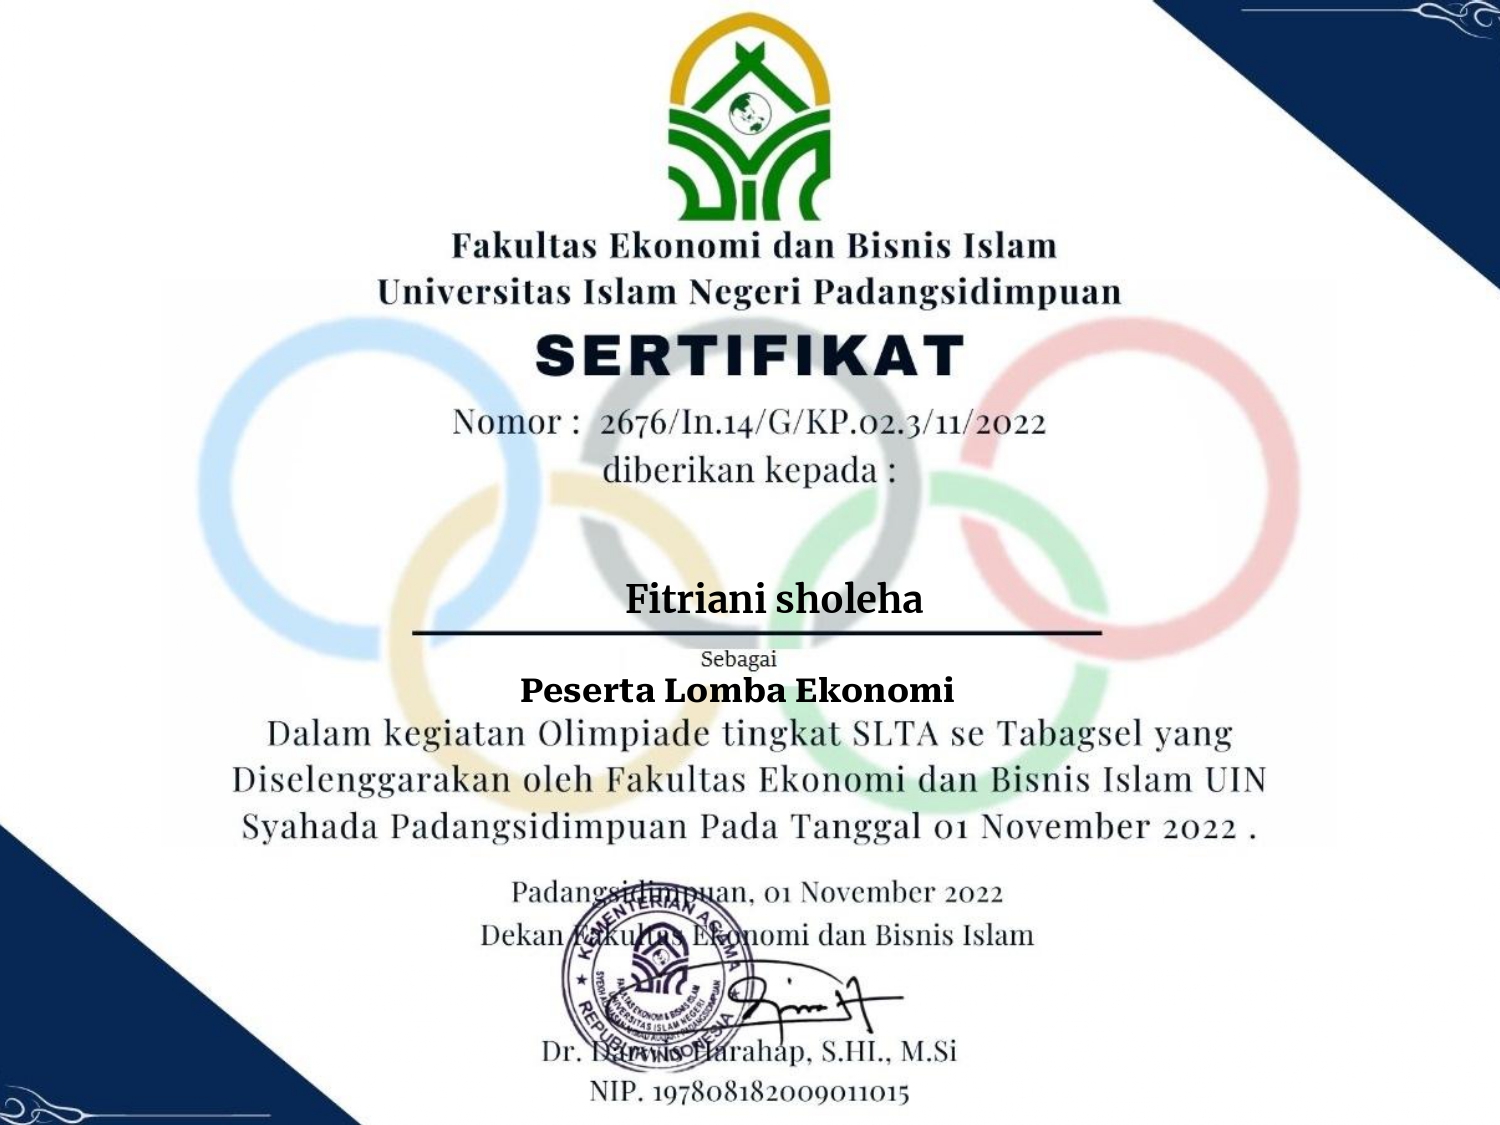 Fakultas Ekonomi dan Bisnis Islam
Universitas Islam Negeri Padangsidimpuan
SERTIFIKAT
Nomor : 2676/In.14/G/KP.02.3/11/2022
diberikan kepada :
Fitriani sholeha
Sebagai
Peserta Lomba Ekonomi
Dalam kegiatan Olimpiade tingkat SLTA se Tabagsel yang
Diselenggarakan oleh Fakultas Ekonomi dan Bisnis Islam UIN
Syahada Padangsidimpuan Pada Tanggal 01 November 2022 .
Padangsidimpuan, 01 November 2022
Dekan Fakultas Ekonomi dan Bisnis Islam
KEMENTERIAN AGAMA
REPUBLIK INDONESIA
FAKULTAS EKONOMI & BISNIS ISLAM
UNIVERSITAS ISLAM NEGERI
Dr. Darwis Harahap, S.HI., M.Si
NIP. 197808182009011015